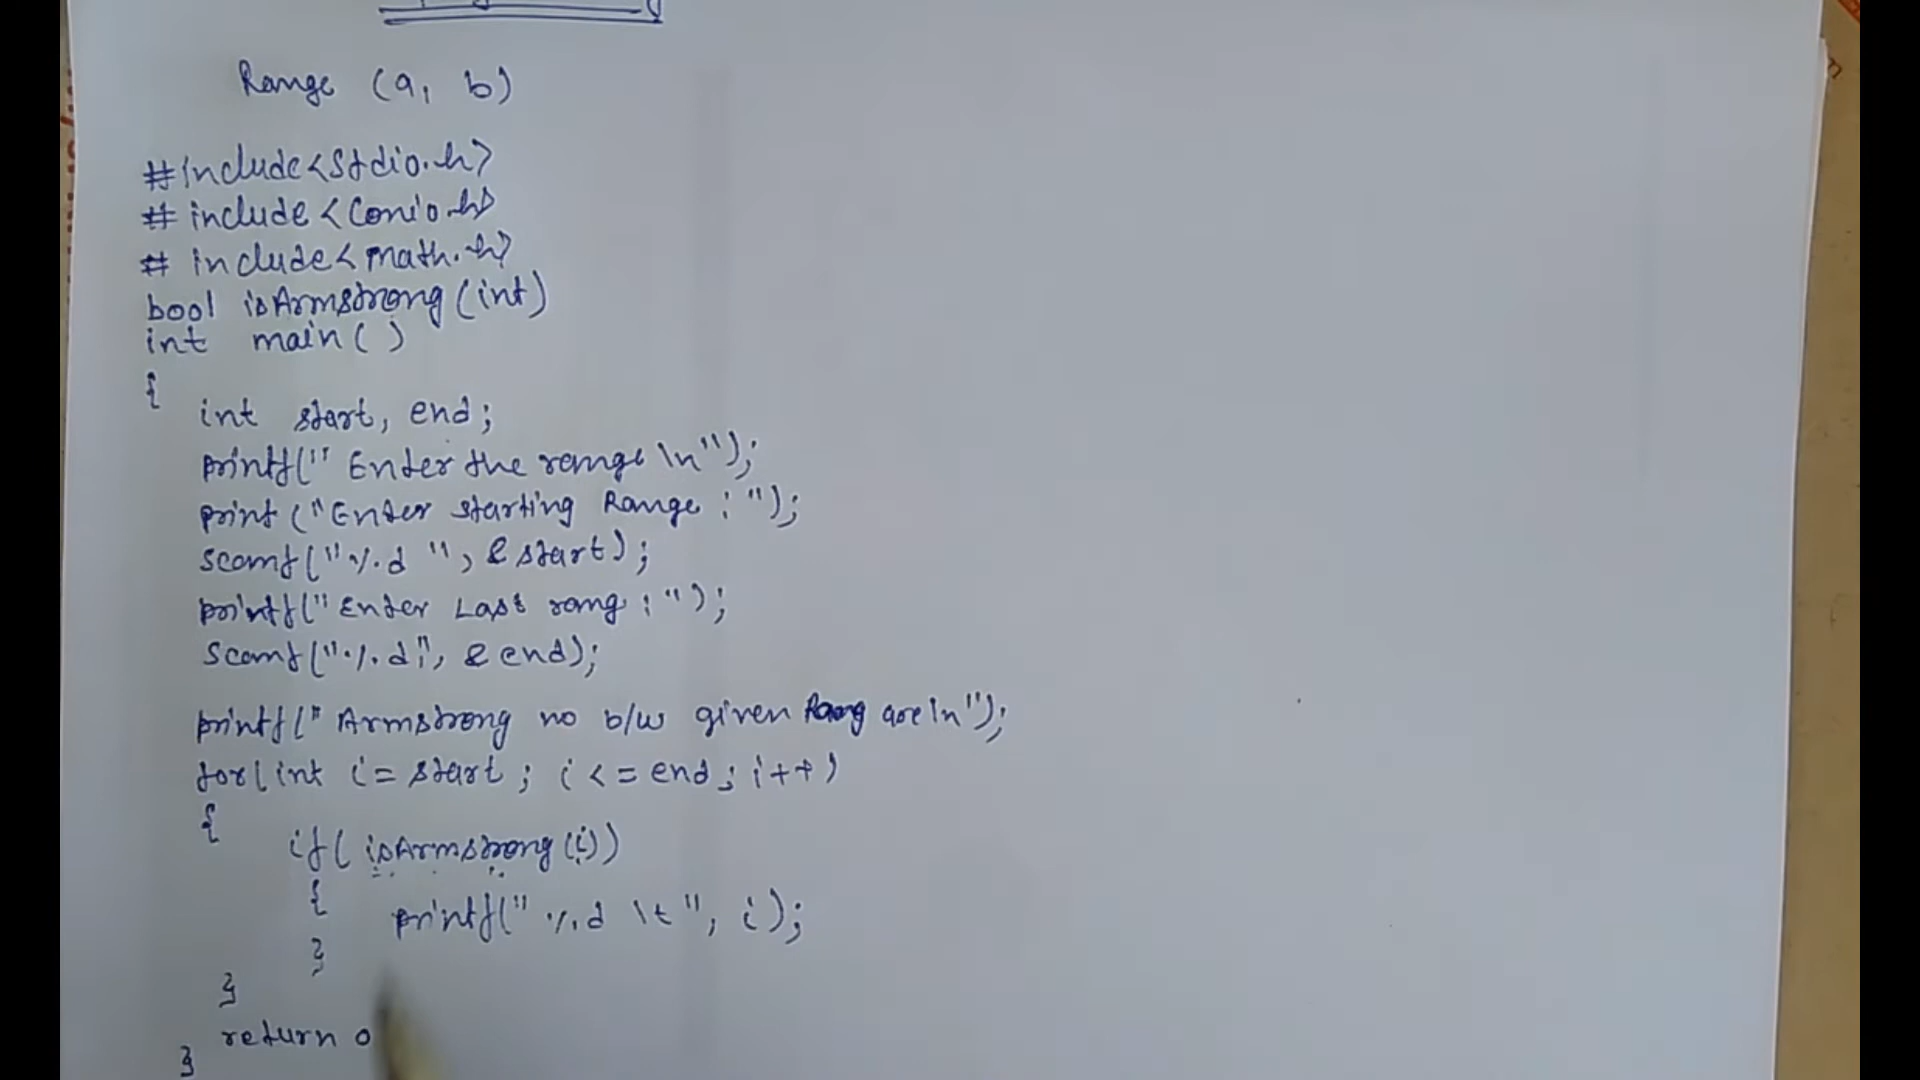 Range (a, b)
#include<stdio.h>
# include<conio.h>
# include<math.h>
bool isArmstrong(int)
int main()
{
int start, end;
printf("Enter the range \n");
print ("Enter starting Range : ");
scanf("%d ", &start);
printf("Enter Last rang : ");
scanf("%d", &end);
printf(" Armstrong no b/w given Rang are\n");
for(int i= start; i<= end; i++)
{
if( isArmstrong(i))
{
printf(" %d \t", i);
}
}
return 0
}